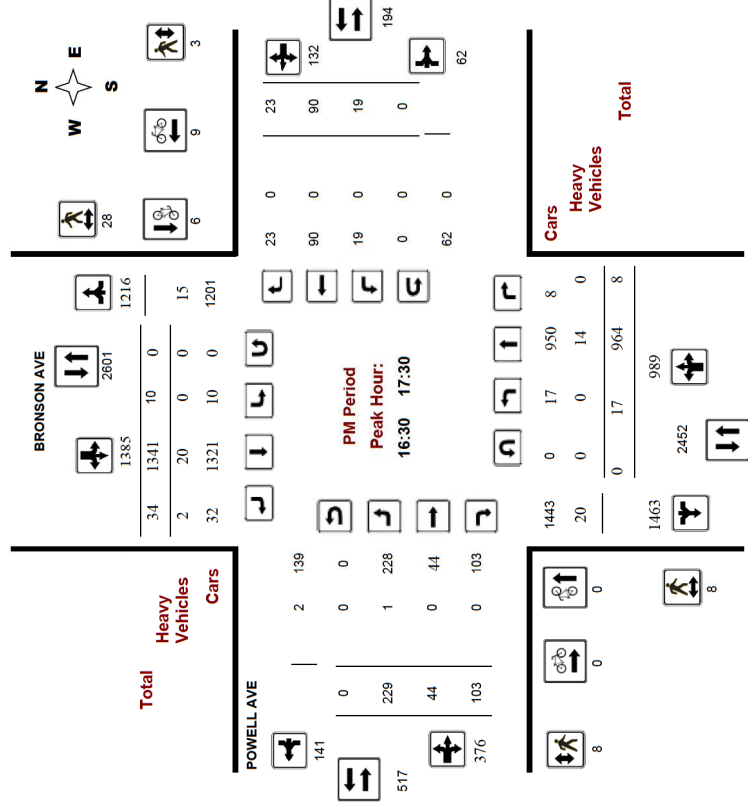 N
W E
S
3
9
28
6
BRONSON AVE
1385
2601
1216
34 1341 10 0
2 20 0 0 15
32 1321 10 0 1201
Total
Heavy
Vehicles
Cars
194
132
62
23 0 23
90 0 90
19 0 19
0 0 0
62 0
PM Period
Peak Hour:
16:30 17:30
POWELL AVE
141
2 139
0 0 0
229 1 228
44 0 44
103 0 103
517
376
Cars
Heavy
Vehicles
Total
1443 0 17 950 8
20 0 0 14 0
0 17 964 8
1463
2452
989
0
0
8
8